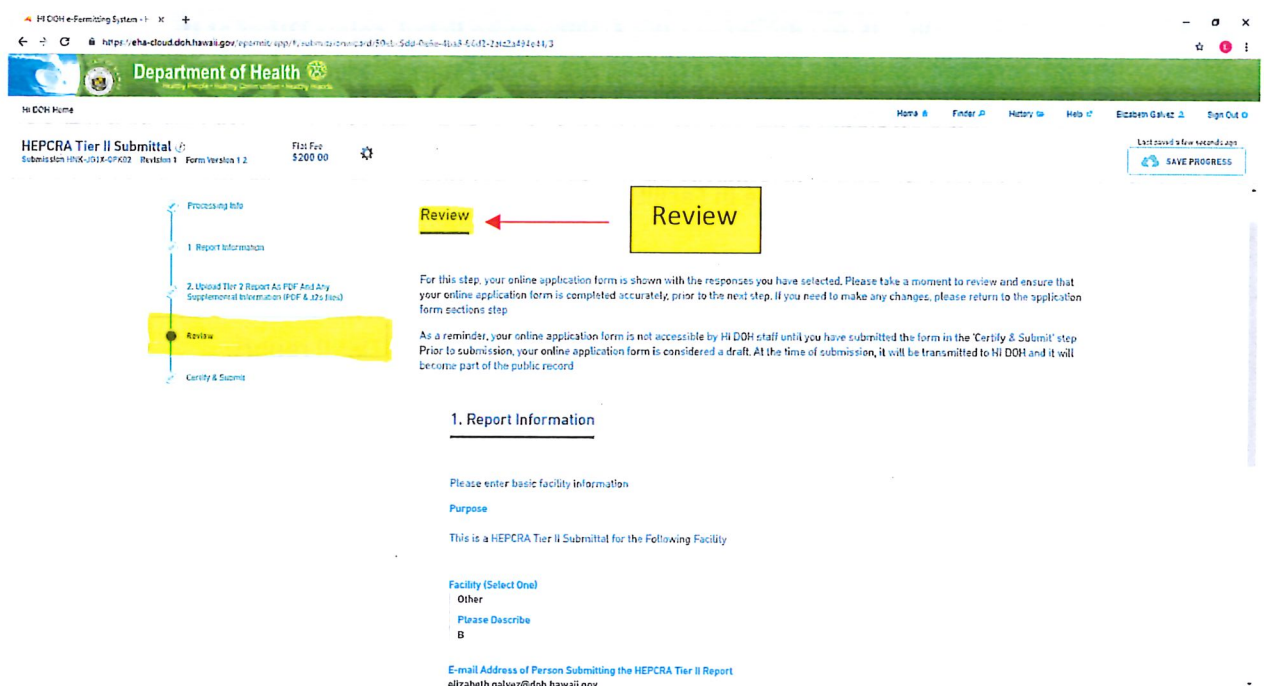 HI DOH e-Permitting System - H
Department of Health
HI DOH Home
Home
Finder
History
Help
Elizabeth Galvez
Sign Out
HEPCRA Tier II Submittal
Submission HNK-JG1X-QFK02 Revision 1 Form Version 1.2
Flat Fee
$200.00
Last saved a few seconds ago
SAVE PROGRESS
Processing Info
1. Report Information
2. Upload Tier 2 Report As PDF And Any
Supplemental Information (PDF & .t2s files)
Review
Certify & Submit
Review
Review
For this step, your online application form is shown with the responses you have selected. Please take a moment to review and ensure that
your online application form is completed accurately, prior to the next step. If you need to make any changes, please return to the application
form sections step
As a reminder, your online application form is not accessible by HI DOH staff until you have submitted the form in the 'Certify & Submit' step
Prior to submission, your online application form is considered a draft. At the time of submission, it will be transmitted to HI DOH and it will
become part of the public record
1. Report Information
Please enter basic facility information
Purpose
This is a HEPCRA Tier II Submittal for the Following Facility
Facility (Select One)
Other
Please Describe
B
E-mail Address of Person Submitting the HEPCRA Tier II Report
elizabeth.galvez@doh.hawaii.gov